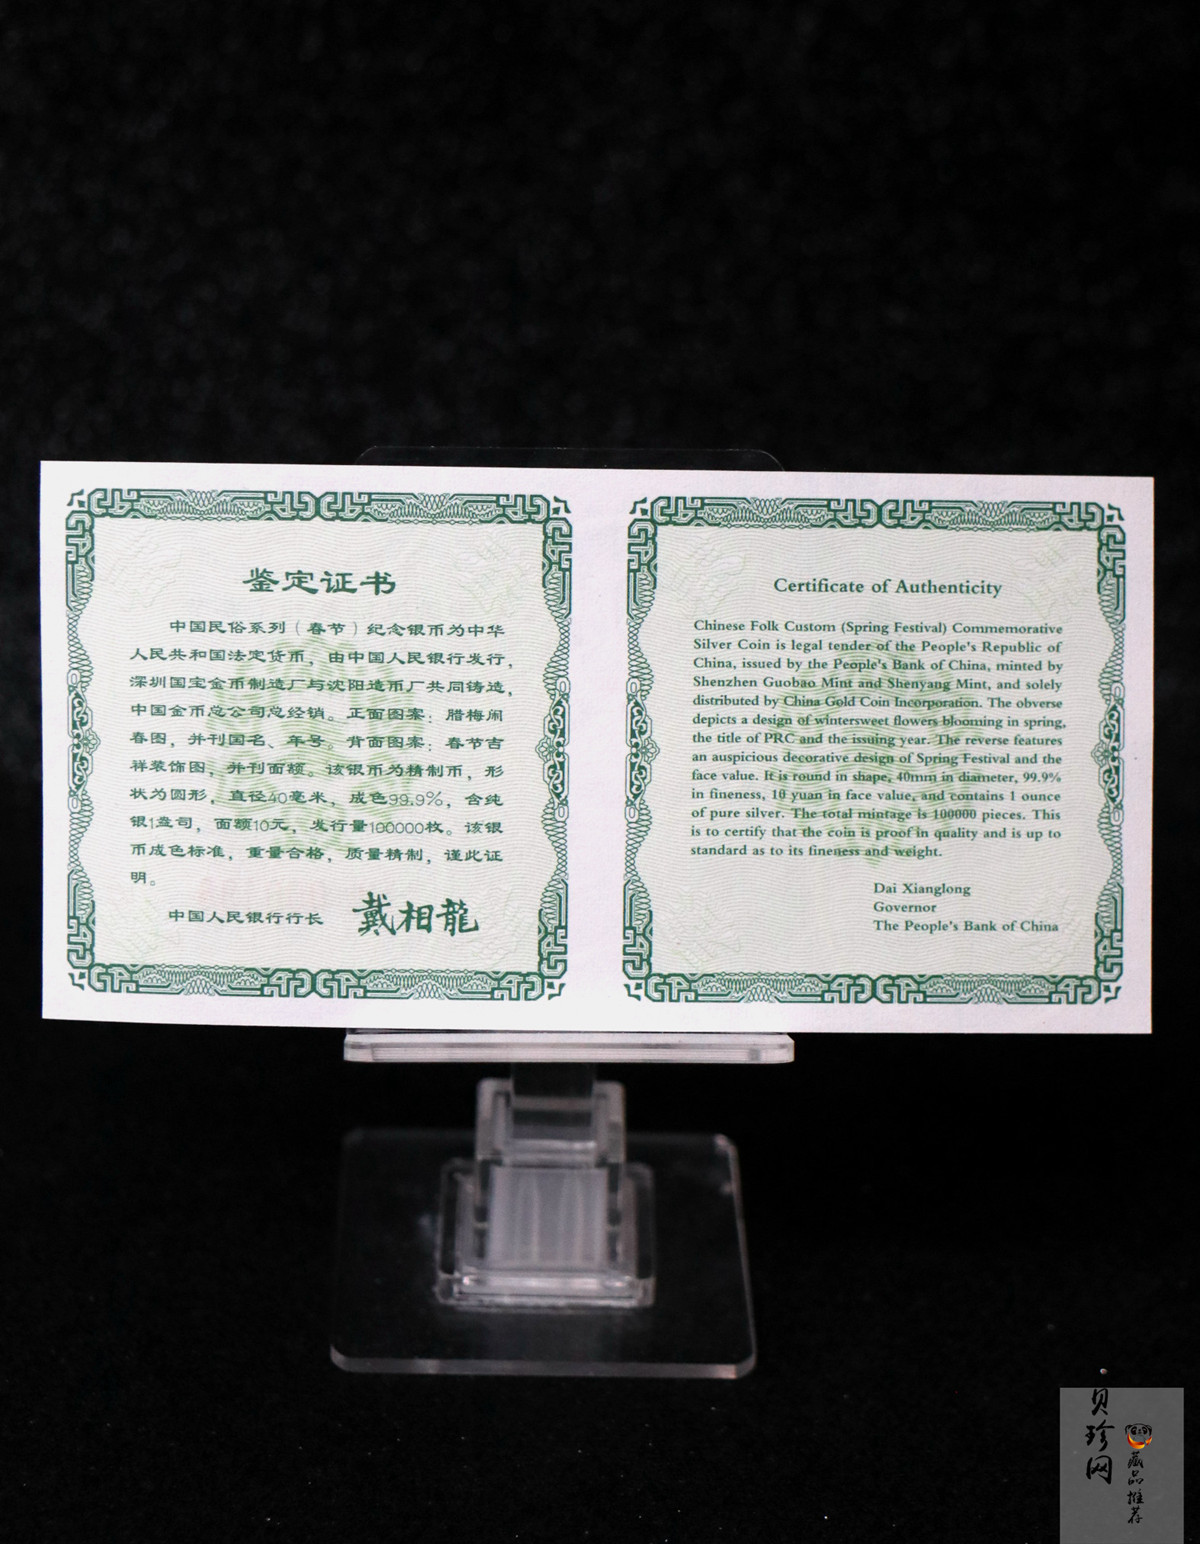 鉴定证书
中国民俗系列（春节）纪念银币为中华
人民共和国法定货币，由中国人民银行发行，
深圳国宝金币制造厂与沈阳造币厂共同铸造，
中国金币总公司总经销。正面图案：腊梅闹
春图，并刊国名、年号。背面图案：春节吉
祥装饰图，并刊面额。该银币为精制币，形
状为圆形，直径40毫米，成色99.9%，含纯
银1盎司，面额10元，发行量100000枚。该银
币成色标准，重量合格，质量精制，谨此证
明。
中国人民银行行长 戴相龍
Certificate of Authenticity
Chinese Folk Custom (Spring Festival) Commemorative
Silver Coin is legal tender of the People's Republic of
China, issued by the People's Bank of China, minted by
Shenzhen Guobao Mint and Shenyang Mint, and solely
distributed by China Gold Coin Incorporation. The obverse
depicts a design of wintersweet flowers blooming in spring,
the title of PRC and the issuing year. The reverse features
an auspicious decorative design of Spring Festival and the
face value. It is round in shape, 40mm in diameter, 99.9%
in fineness, 10 yuan in face value, and contains 1 ounce
of pure silver. The total mintage is 100000 pieces. This
is to certify that the coin is proof in quality and is up to
standard as to its fineness and weight.
Dai Xianglong
Governor
The People's Bank of China
贝珍网
藏品推荐